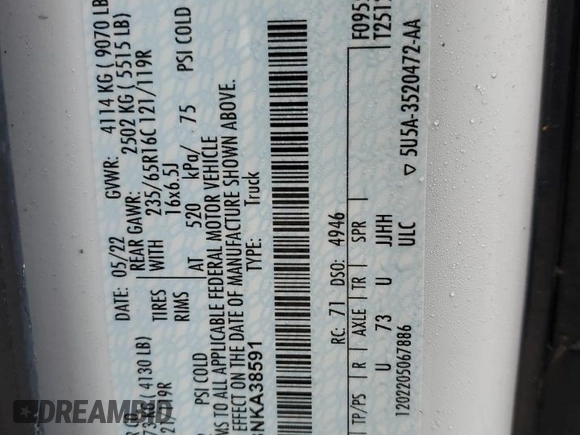 DATE: 05/22 GVWR: 4114 KG ( 9070 LB
4130 LB) REAR GAWR: 2502 KG ( 5515 LB)
TIRES WITH 235/65R16C 121/119R
RIMS 16x6.5J
PSI COLD AT 520 kPa/ 75 PSI COLD
MS TO ALL APPLICABLE FEDERAL MOTOR VEHICLE
EFFECT ON THE DATE OF MANUFACTURE SHOWN ABOVE.
NKA38591 TYPE: Truck
F095
T2513
RC: 71 DSO: 4946
TP/PS R AXLE TR SPR
U 73 U JJHH
1202205067886 ULC ▽ 5U5A-3520472-AA
DREAMBID